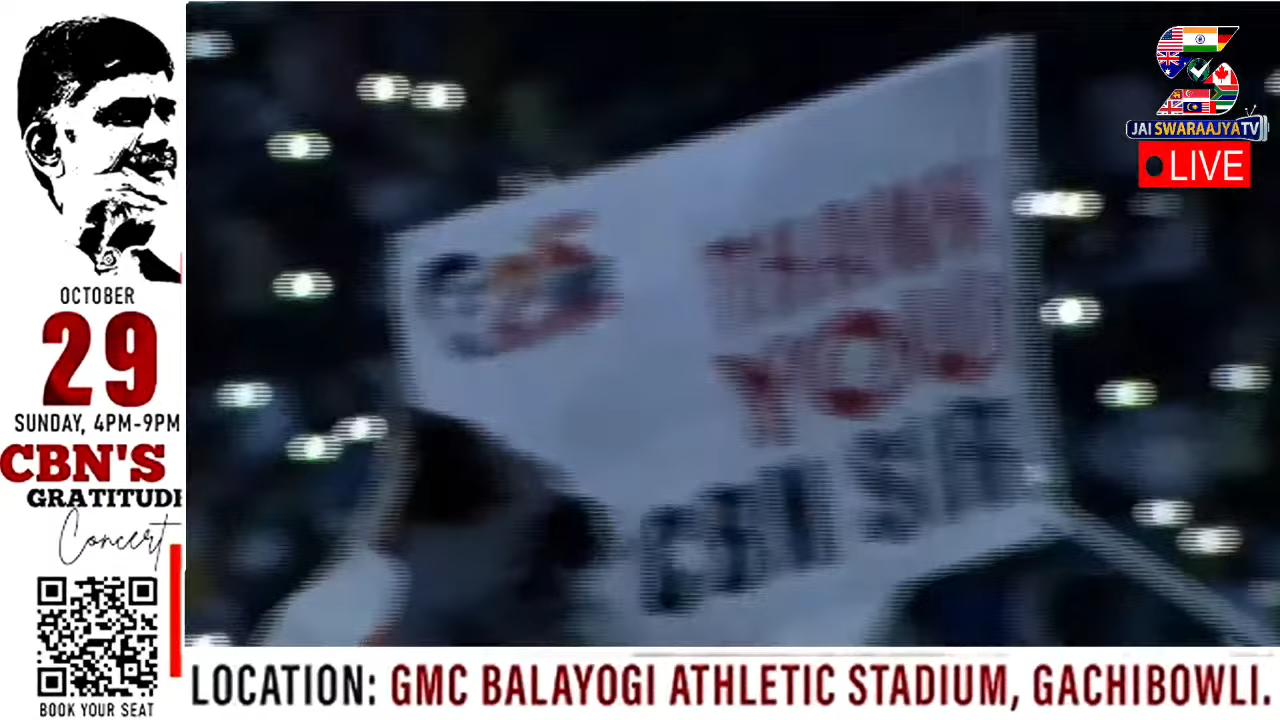 OCTOBER
29
SUNDAY, 4PM-9PM
CBN'S
GRATITUDE
Concert
BOOK YOUR SEAT
THANK
YOU
CBN SIR
JAI SWARAAJYA TV
LIVE
LOCATION: GMC BALAYOGI ATHLETIC STADIUM, GACHIBOWLI.